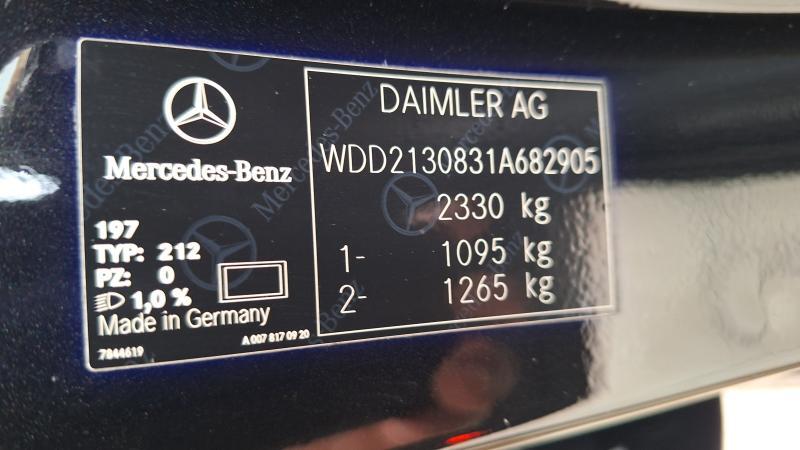 Mercedes-Benz
197
TYP: 212
PZ: 0
1,0 %
Made in Germany
7844619
A 007 817 09 20
DAIMLER AG
WDD2130831A682905
2330 kg
1- 1095 kg
2- 1265 kg